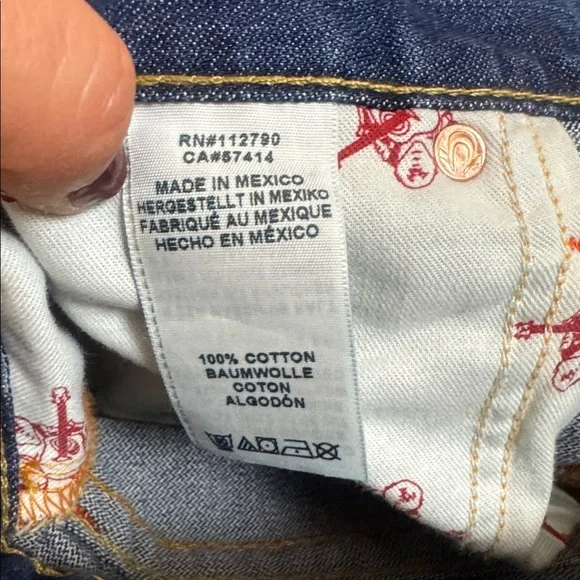 RN#112790
CA#57414
MADE IN MEXICO
HERGESTELLT IN MEXIKO
FABRIQUÉ AU MEXIQUE
HECHO EN MÉXICO
100% COTTON
BAUMWOLLE
COTON
ALGODÓN